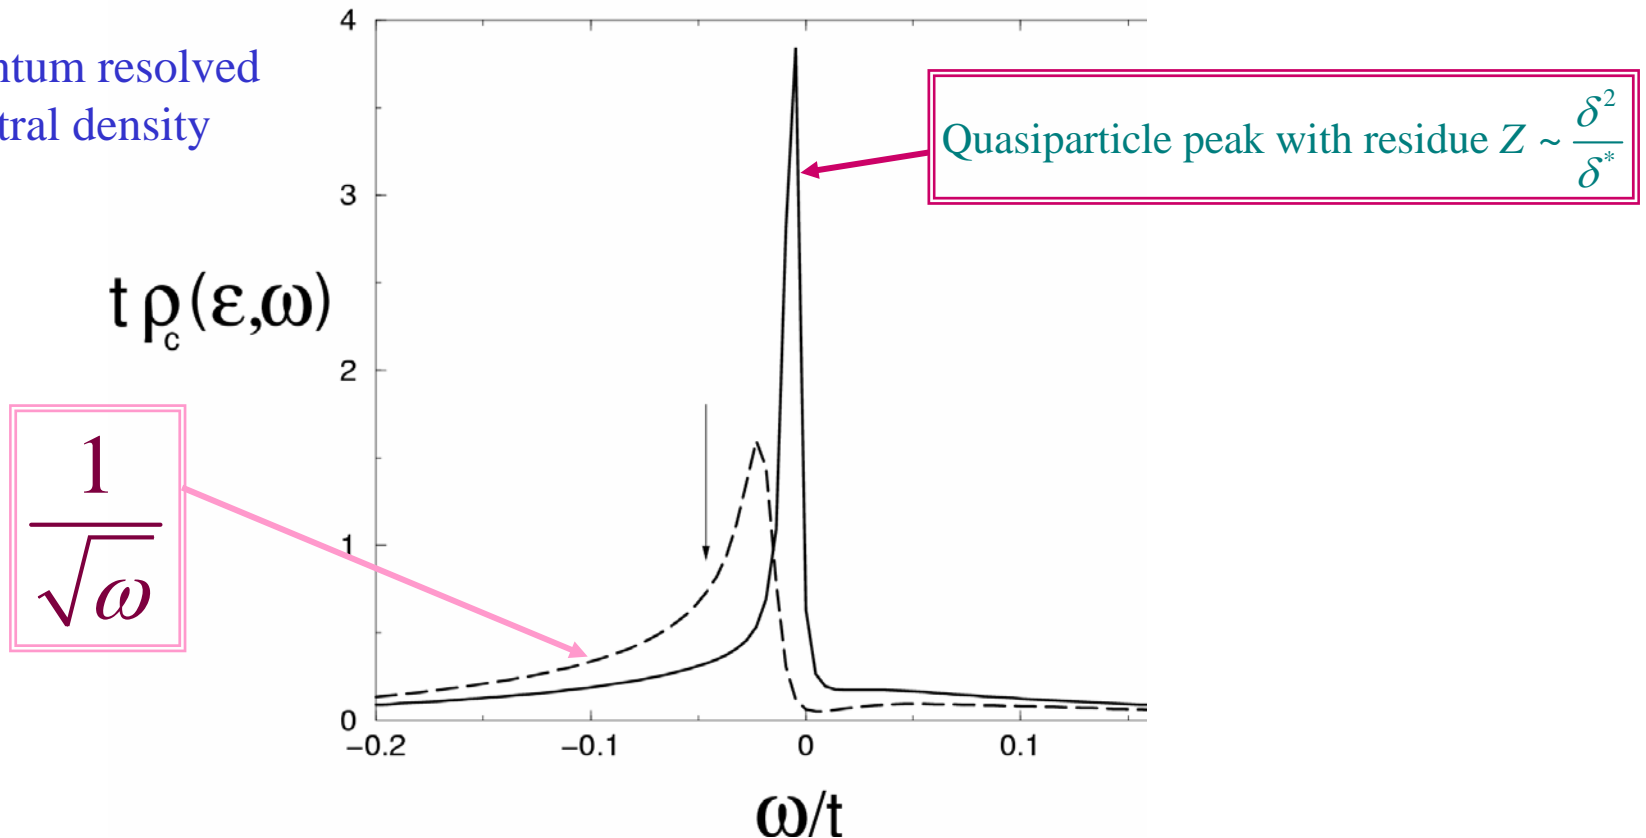 ntum resolved
tral density
Quasiparticle peak with residue Z ~ δ²/δ*
t ρc(ε,ω)
1/√ω
4
3
2
1
0
−0.2
−0.1
0
0.1
ω/t